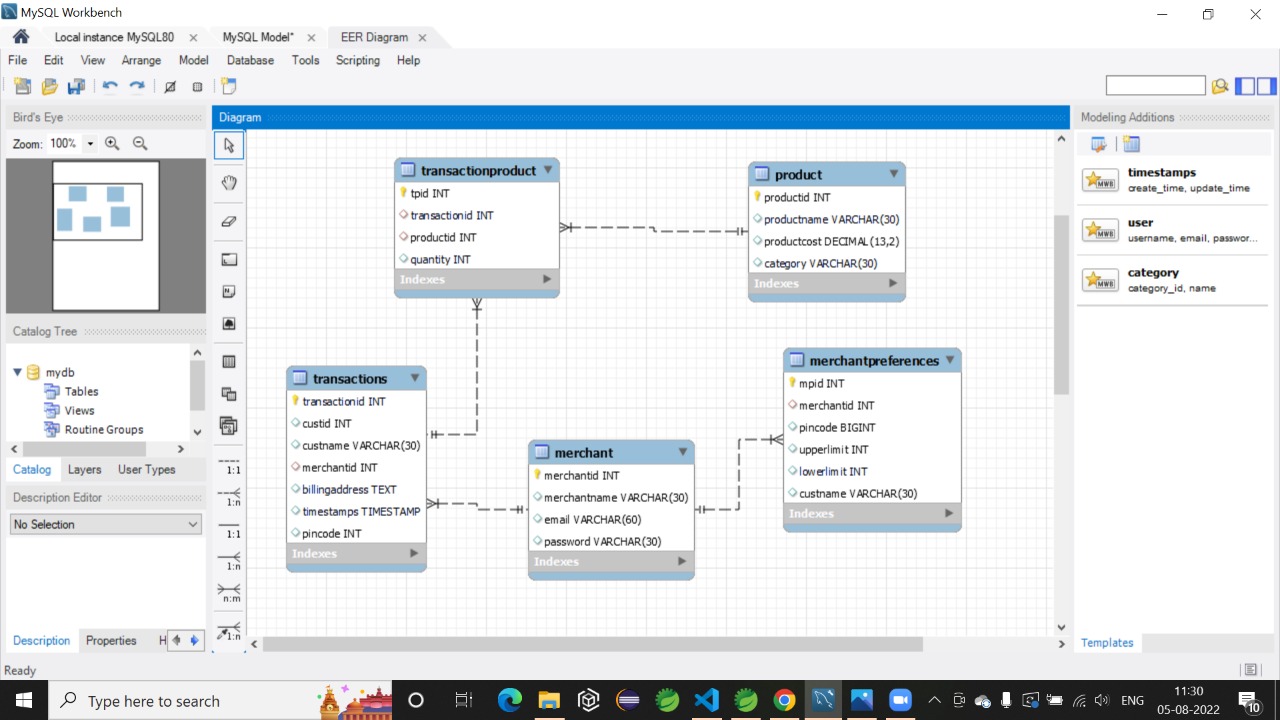 MySQL Workbench
Local instance MySQL80
MySQL Model*
EER Diagram
File Edit View Arrange Model Database Tools Scripting Help
Bird's Eye
Zoom: 100%
Catalog Tree
mydb
Tables
Views
Routine Groups
Catalog Layers User Types
Description Editor
No Selection
Description Properties H
Diagram
1:1
1:n
1:1
1:n
n:m
1:n
transactionproduct
tpid INT
transactionid INT
productid INT
quantity INT
Indexes
product
productid INT
productname VARCHAR(30)
productcost DECIMAL(13,2)
category VARCHAR(30)
Indexes
transactions
transactionid INT
custid INT
custname VARCHAR(30)
merchantid INT
billingaddress TEXT
timestamps TIMESTAMP
pincode INT
Indexes
merchant
merchantid INT
merchantname VARCHAR(30)
email VARCHAR(60)
password VARCHAR(30)
Indexes
merchantpreferences
mpid INT
merchantid INT
pincode BIGINT
upperlimit INT
lowerlimit INT
custname VARCHAR(30)
Indexes
Modeling Additions
MWB
timestamps
create_time, update_time
MWB
user
username, email, passwor...
MWB
category
category_id, name
Templates
Ready
Type here to search
ENG
11:30
05-08-2022
10